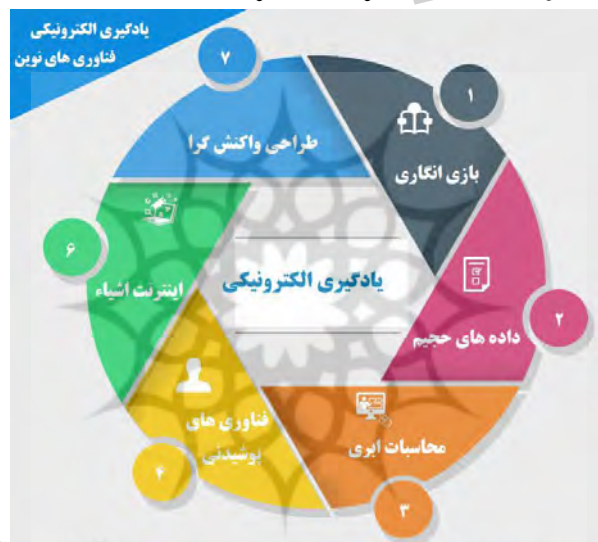 یادگیری الکترونیکی
فناوری های نوین
۱
بازی انگاری
۲
داده های حجیم
۳
محاسبات ابری
۴
فناوری های
پوشیدنی
۶
اینترنت اشیاء
۷
طراحی واکنش گرا
یادگیری الکترونیکی